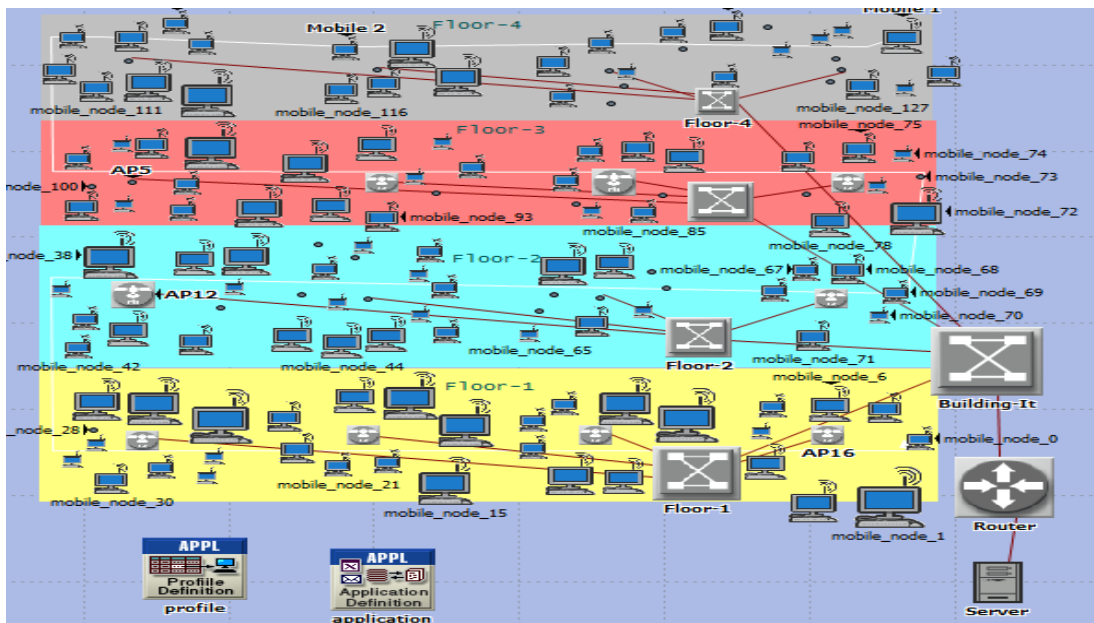 Mobile 1
Floor-4
Mobile 2
mobile_node_111
mobile_node_116
mobile_node_127
Floor-4
mobile_node_75
Floor-3
mobile_node_74
AP5
mobile_node_73
node_100
mobile_node_93
mobile_node_72
mobile_node_85
mobile_node_78
_node_38
Floor-2
mobile_node_67
mobile_node_68
AP12
mobile_node_69
mobile_node_70
mobile_node_65
mobile_node_71
mobile_node_42
mobile_node_44
Floor-2
mobile_node_6
Floor-1
Building-It
_node_28
mobile_node_0
AP16
mobile_node_21
mobile_node_30
mobile_node_15
Floor-1
Router
mobile_node_1
APPL
Profile
Definition
profile
APPL
Application
Definition
application
Server